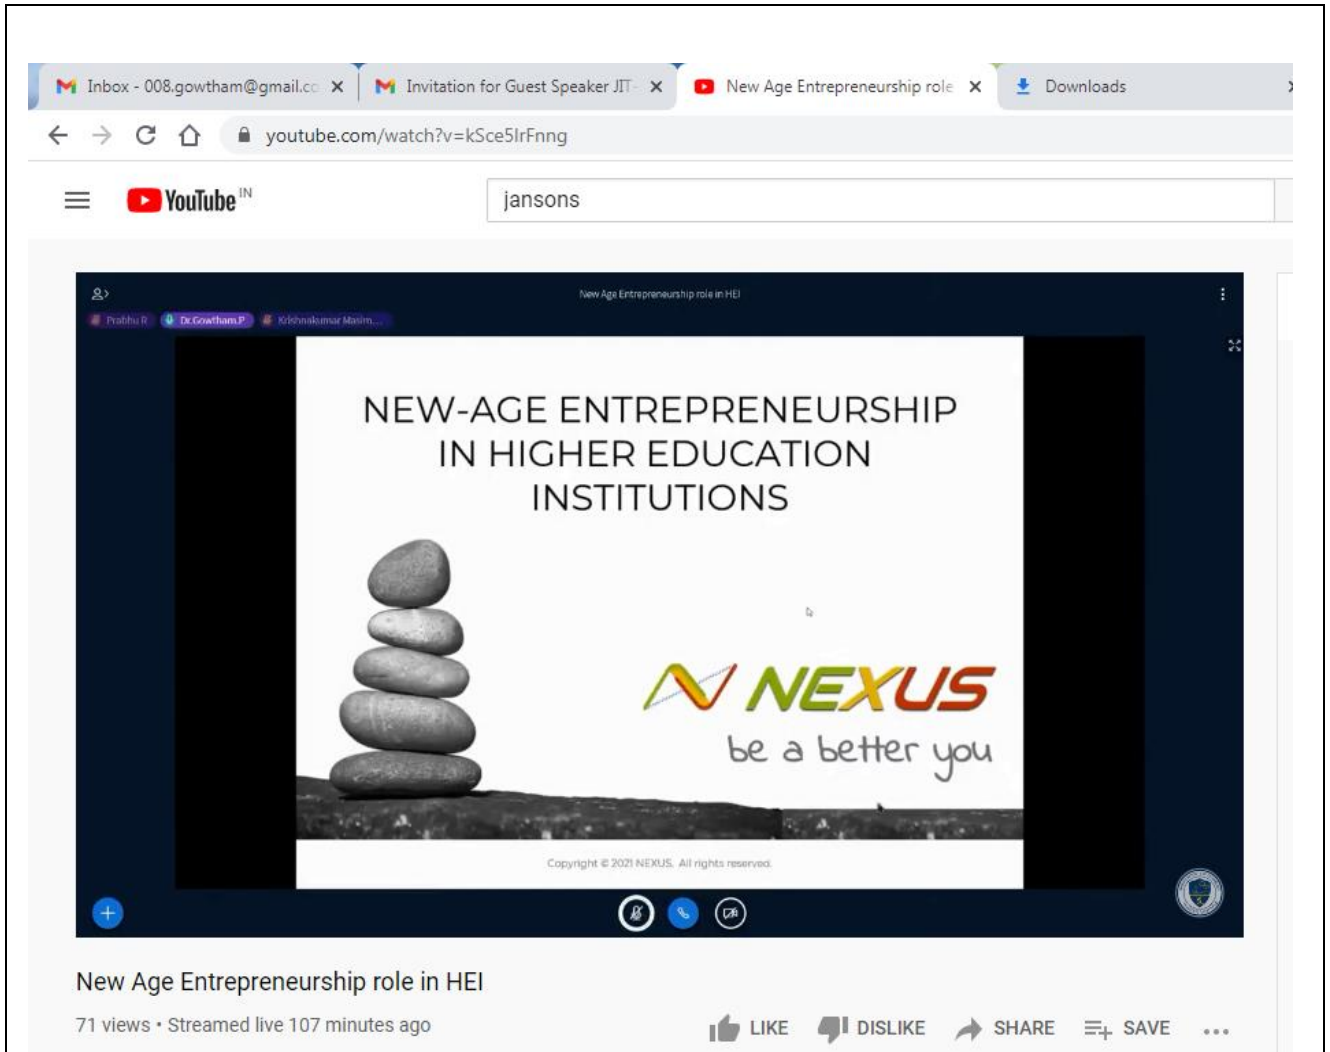 Inbox - 008.gowtham@gmail.co
Invitation for Guest Speaker JIT-
New Age Entrepreneurship role
Downloads
youtube.com/watch?v=kSce5IrFnng
YouTube IN
jansons
New Age Entrepreneurship role in HEI
Prabhu R
Dr.Gowtham.P
Krishnakumar Masim...
NEW-AGE ENTREPRENEURSHIP
IN HIGHER EDUCATION
INSTITUTIONS
NEXUS
be a better you
Copyright © 2021 NEXUS. All rights reserved.
New Age Entrepreneurship role in HEI
71 views • Streamed live 107 minutes ago
LIKE
DISLIKE
SHARE
SAVE